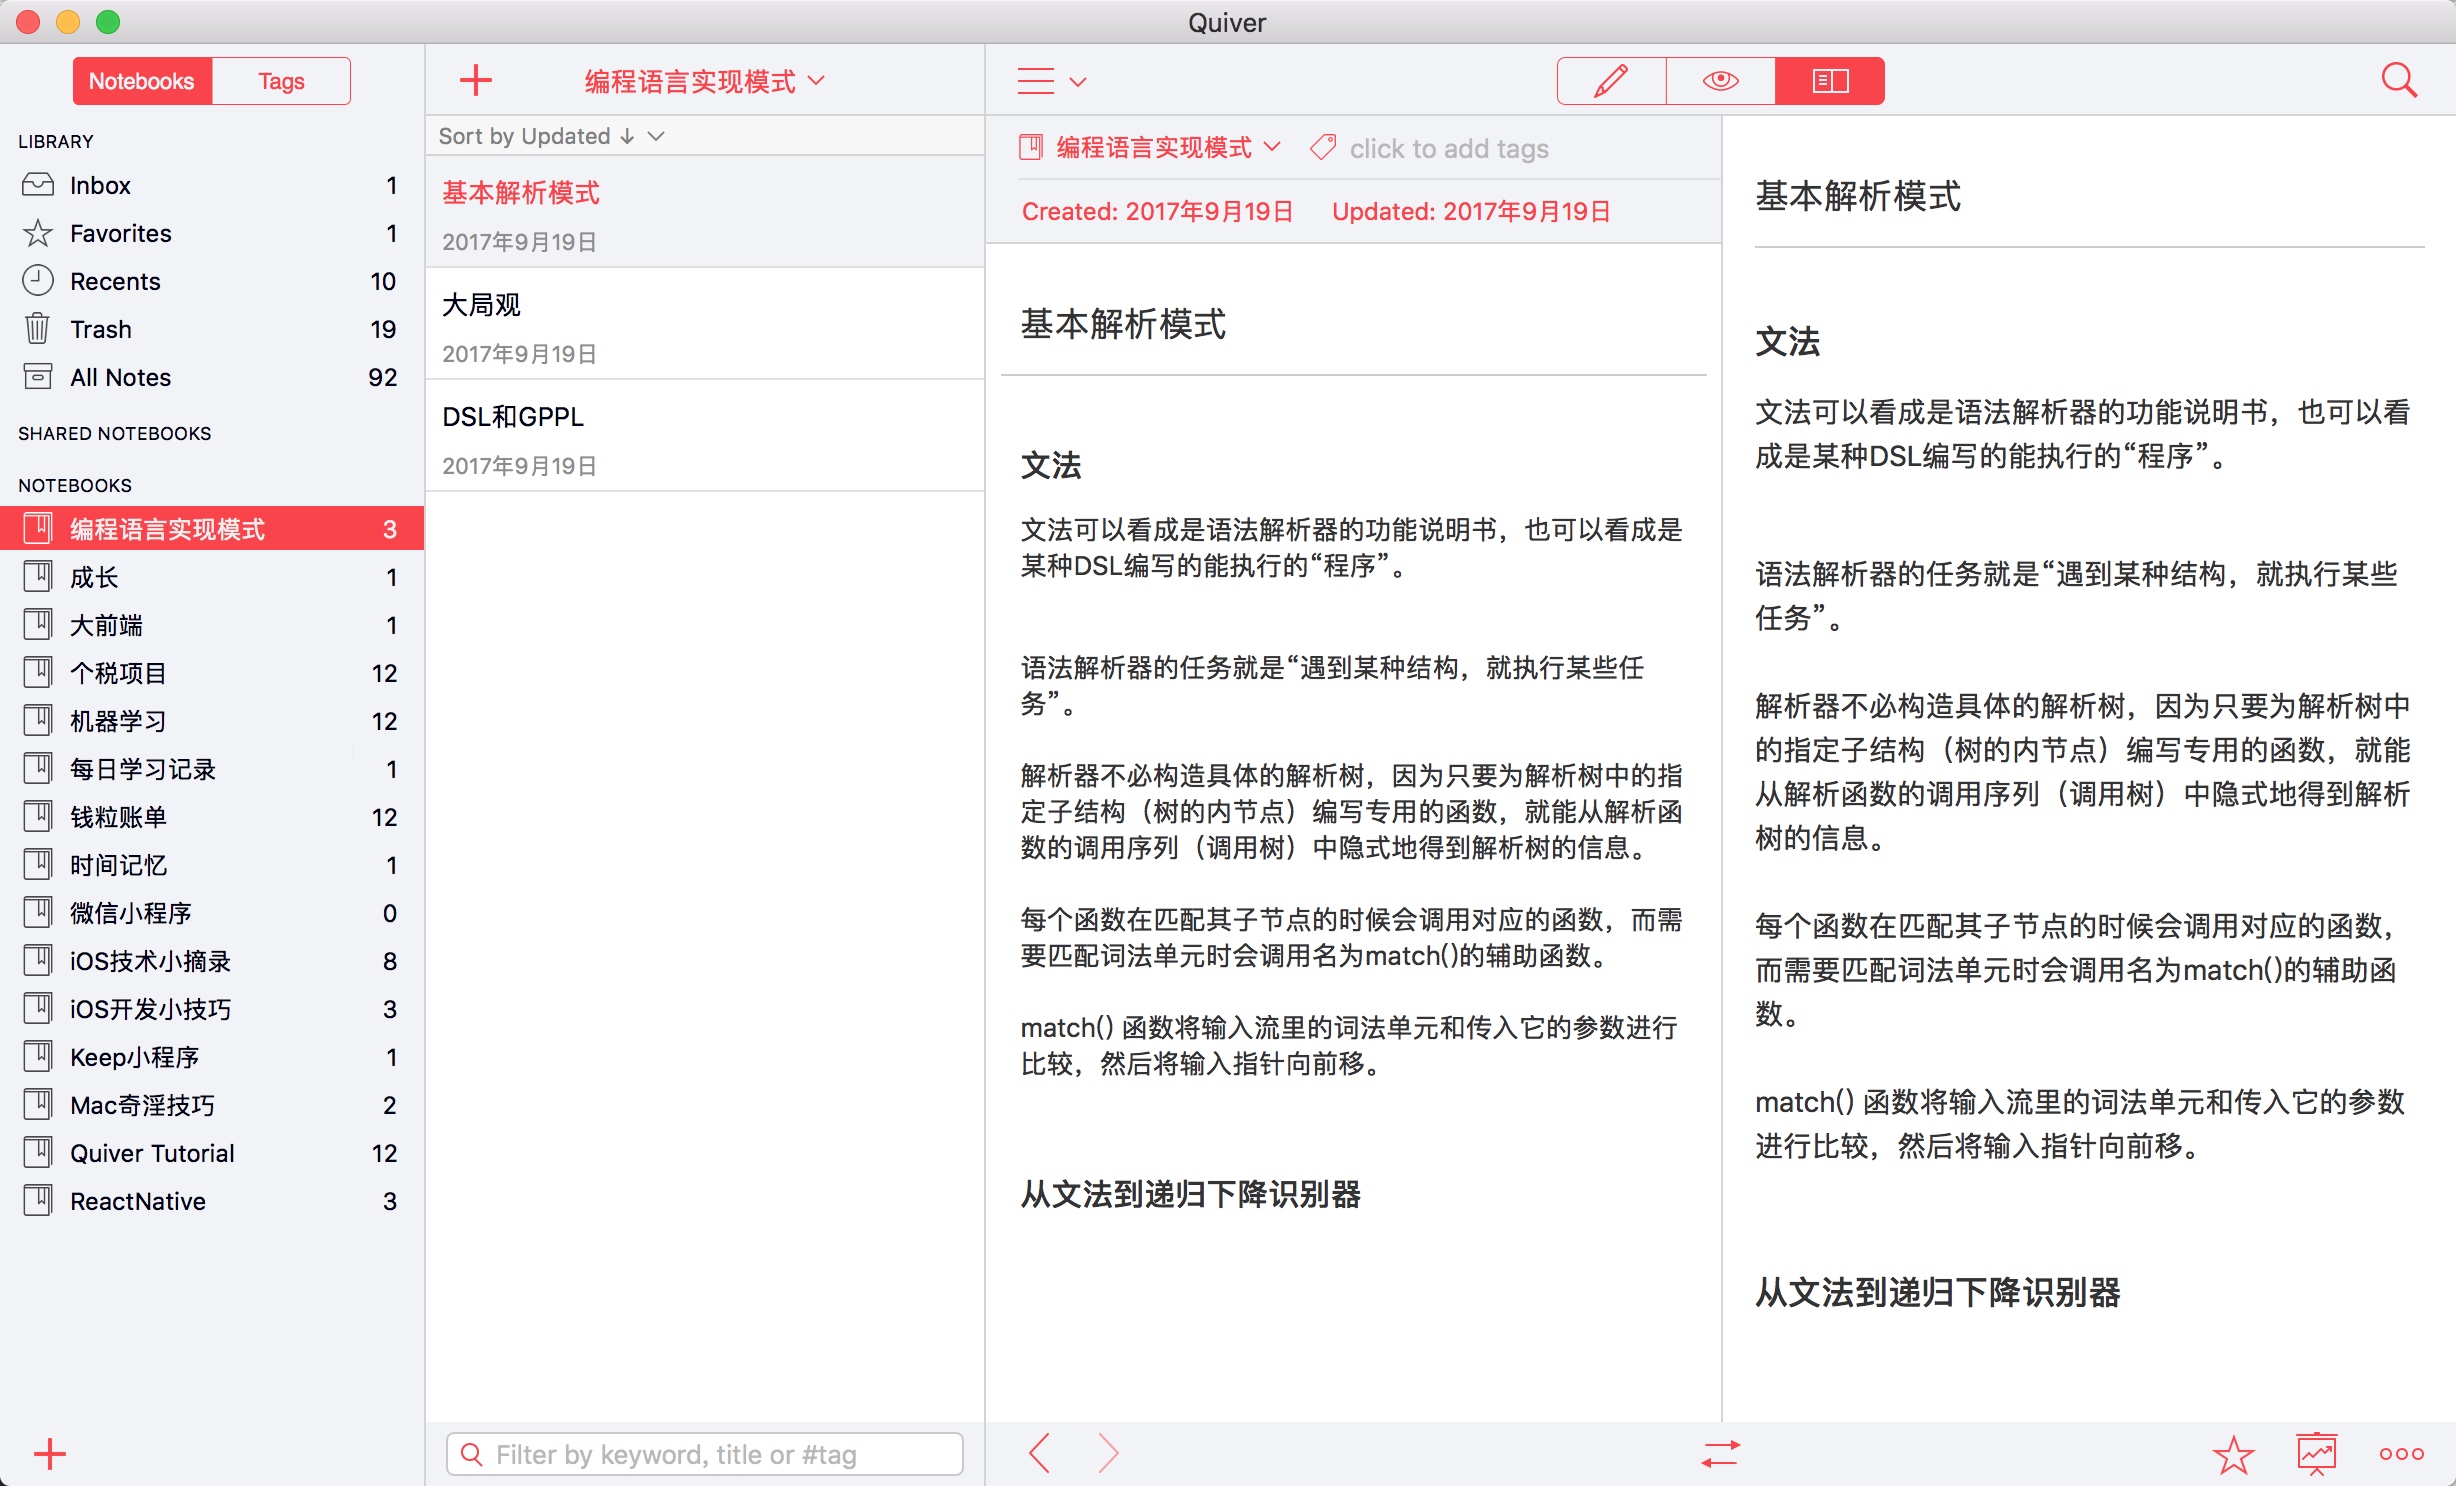 Quiver
Notebooks
Tags
LIBRARY
Inbox 1
Favorites 1
Recents 10
Trash 19
All Notes 92
SHARED NOTEBOOKS
NOTEBOOKS
编程语言实现模式 3
成长 1
大前端 1
个税项目 12
机器学习 12
每日学习记录 1
钱粒账单 12
时间记忆 1
微信小程序 0
iOS技术小摘录 8
iOS开发小技巧 3
Keep小程序 1
Mac奇淫技巧 2
Quiver Tutorial 12
ReactNative 3
编程语言实现模式
Sort by Updated ↓
基本解析模式
2017年9月19日
大局观
2017年9月19日
DSL和GPPL
2017年9月19日
Filter by keyword, title or #tag
编程语言实现模式
click to add tags
Created: 2017年9月19日
Updated: 2017年9月19日
基本解析模式
文法
文法可以看成是语法解析器的功能说明书，也可以看成是
某种DSL编写的能执行的“程序”。
语法解析器的任务就是“遇到某种结构，就执行某些任
务”。
解析器不必构造具体的解析树，因为只要为解析树中的指
定子结构（树的内节点）编写专用的函数，就能从解析函
数的调用序列（调用树）中隐式地得到解析树的信息。
每个函数在匹配其子节点的时候会调用对应的函数，而需
要匹配词法单元时会调用名为match()的辅助函数。
match() 函数将输入流里的词法单元和传入它的参数进行
比较，然后将输入指针向前移。
从文法到递归下降识别器
基本解析模式
文法
文法可以看成是语法解析器的功能说明书，也可以看
成是某种DSL编写的能执行的“程序”。
语法解析器的任务就是“遇到某种结构，就执行某些
任务”。
解析器不必构造具体的解析树，因为只要为解析树中
的指定子结构（树的内节点）编写专用的函数，就能
从解析函数的调用序列（调用树）中隐式地得到解析
树的信息。
每个函数在匹配其子节点的时候会调用对应的函数，
而需要匹配词法单元时会调用名为match()的辅助函
数。
match() 函数将输入流里的词法单元和传入它的参数
进行比较，然后将输入指针向前移。
从文法到递归下降识别器